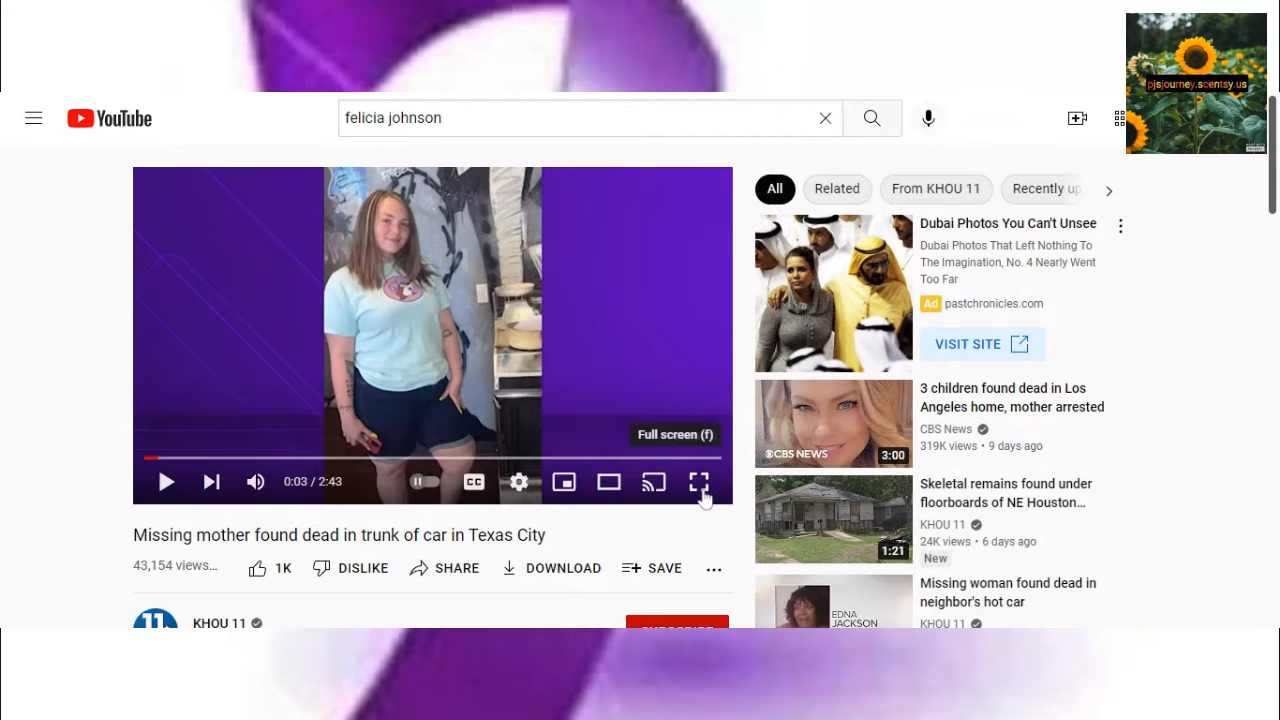 pjsjourney.scentsy.us
YouTube
felicia johnson
All
Related
From KHOU 11
Recently up
Full screen (f)
0:03 / 2:43
CC
Missing mother found dead in trunk of car in Texas City
43,154 views...
1K
DISLIKE
SHARE
DOWNLOAD
SAVE
11
KHOU 11
Dubai Photos You Can't Unsee
Dubai Photos That Left Nothing To
The Imagination, No. 4 Nearly Went
Too Far
Ad pastchronicles.com
VISIT SITE
CBS NEWS
3:00
3 children found dead in Los
Angeles home, mother arrested
CBS News
319K views • 9 days ago
1:21
Skeletal remains found under
floorboards of NE Houston...
KHOU 11
24K views • 6 days ago
New
EDNA
JACKSON
Missing woman found dead in
neighbor's hot car
KHOU 11